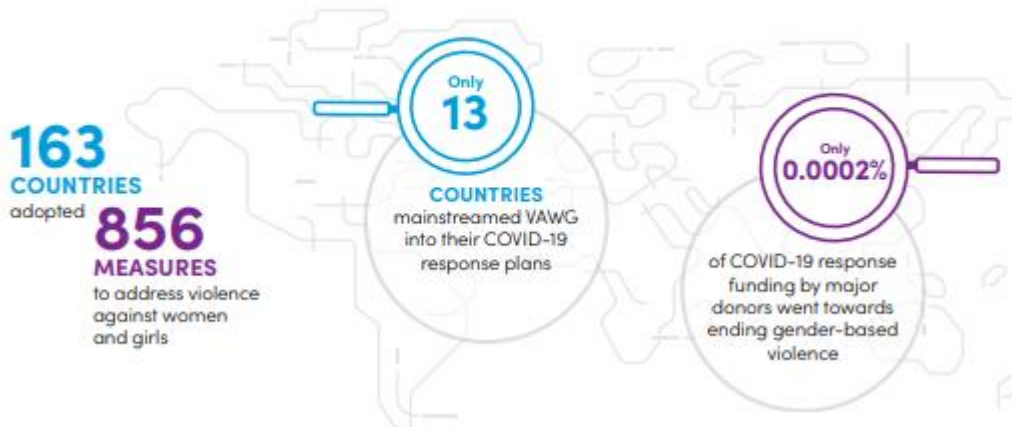 163
COUNTRIES
adopted
856
MEASURES
to address violence
against women
and girls
Only
13
COUNTRIES
mainstreamed VAWG
into their COVID-19
response plans
Only
0.0002%
of COVID-19 response
funding by major
donors went towards
ending gender-based
violence